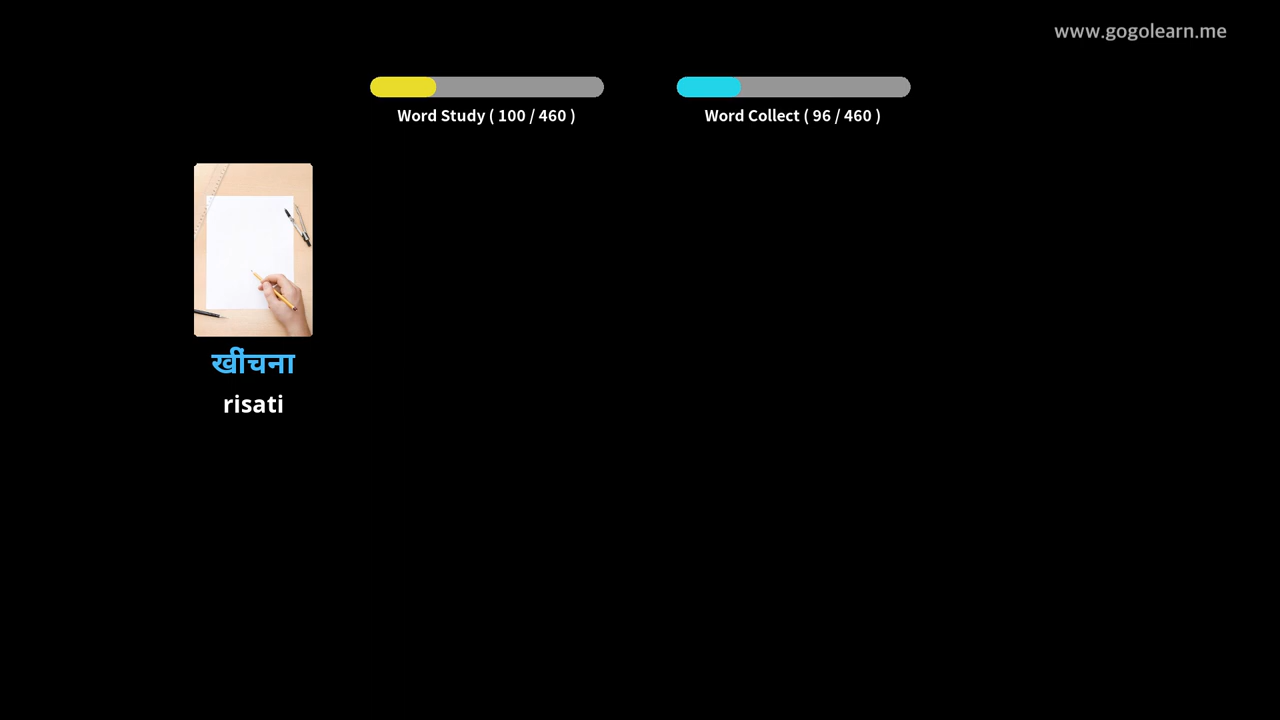 www.gogolearn.me
Word Study ( 100 / 460 )
Word Collect ( 96 / 460 )
खींचना
risati